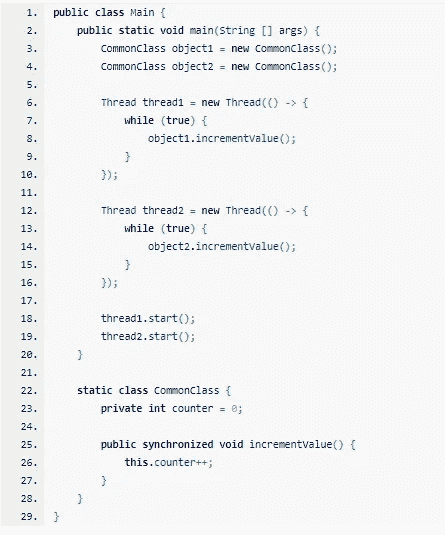 1. public class Main {
2.     public static void main(String [] args) {
3.         CommonClass object1 = new CommonClass();
4.         CommonClass object2 = new CommonClass();
5.
6.         Thread thread1 = new Thread(() -> {
7.             while (true) {
8.                 object1.incrementValue();
9.             }
10.         });
11.
12.         Thread thread2 = new Thread(() -> {
13.             while (true) {
14.                 object2.incrementValue();
15.             }
16.         });
17.
18.         thread1.start();
19.         thread2.start();
20.     }
21.
22.     static class CommonClass {
23.         private int counter = 0;
24.
25.         public synchronized void incrementValue() {
26.             this.counter++;
27.         }
28.     }
29. }